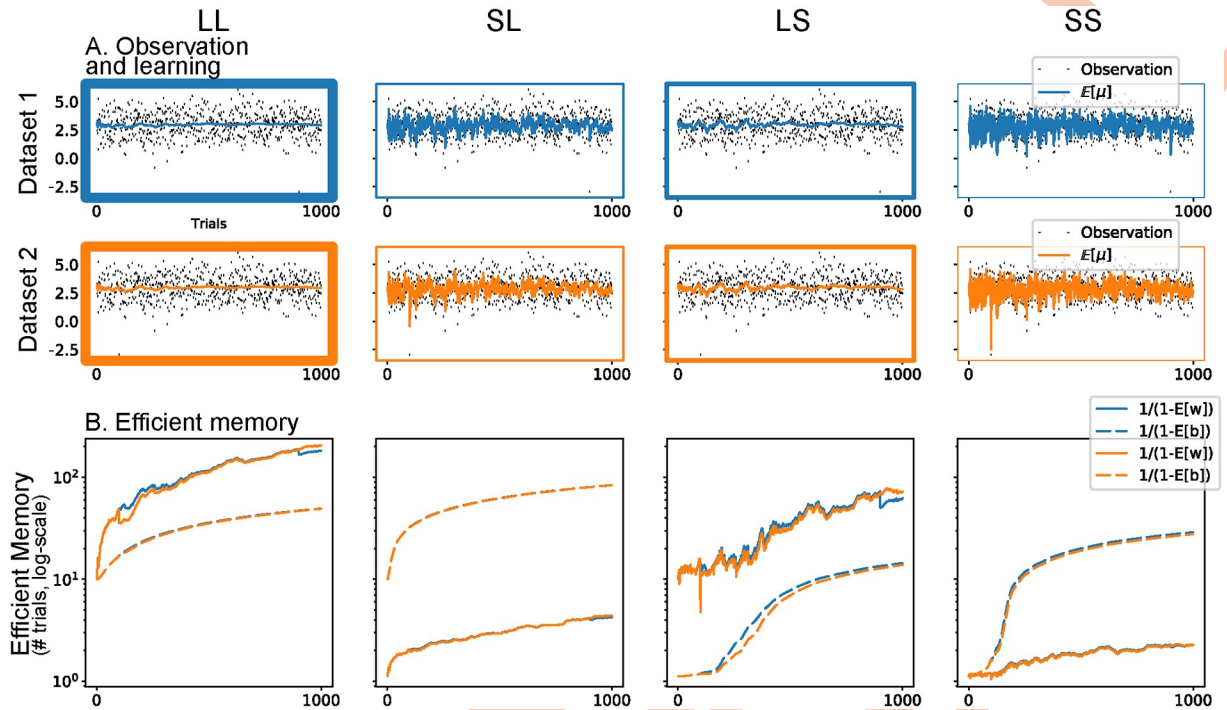 LL SL LS SS
A. Observation
and learning
Dataset 1
5.0
2.5
0.0
-2.5
Observation
𝔼[μ]
0 1000 0 1000 0 1000 0 1000
Trials
Dataset 2
5.0
2.5
0.0
-2.5
Observation
𝔼[μ]
0 1000 0 1000 0 1000 0 1000
B. Efficient memory
Efficient Memory
(# trials, log-scale)
10²
10¹
10⁰
1/(1-E[w])
1/(1-E[b])
1/(1-E[w])
1/(1-E[b])
0 1000 0 1000 0 1000 0 1000